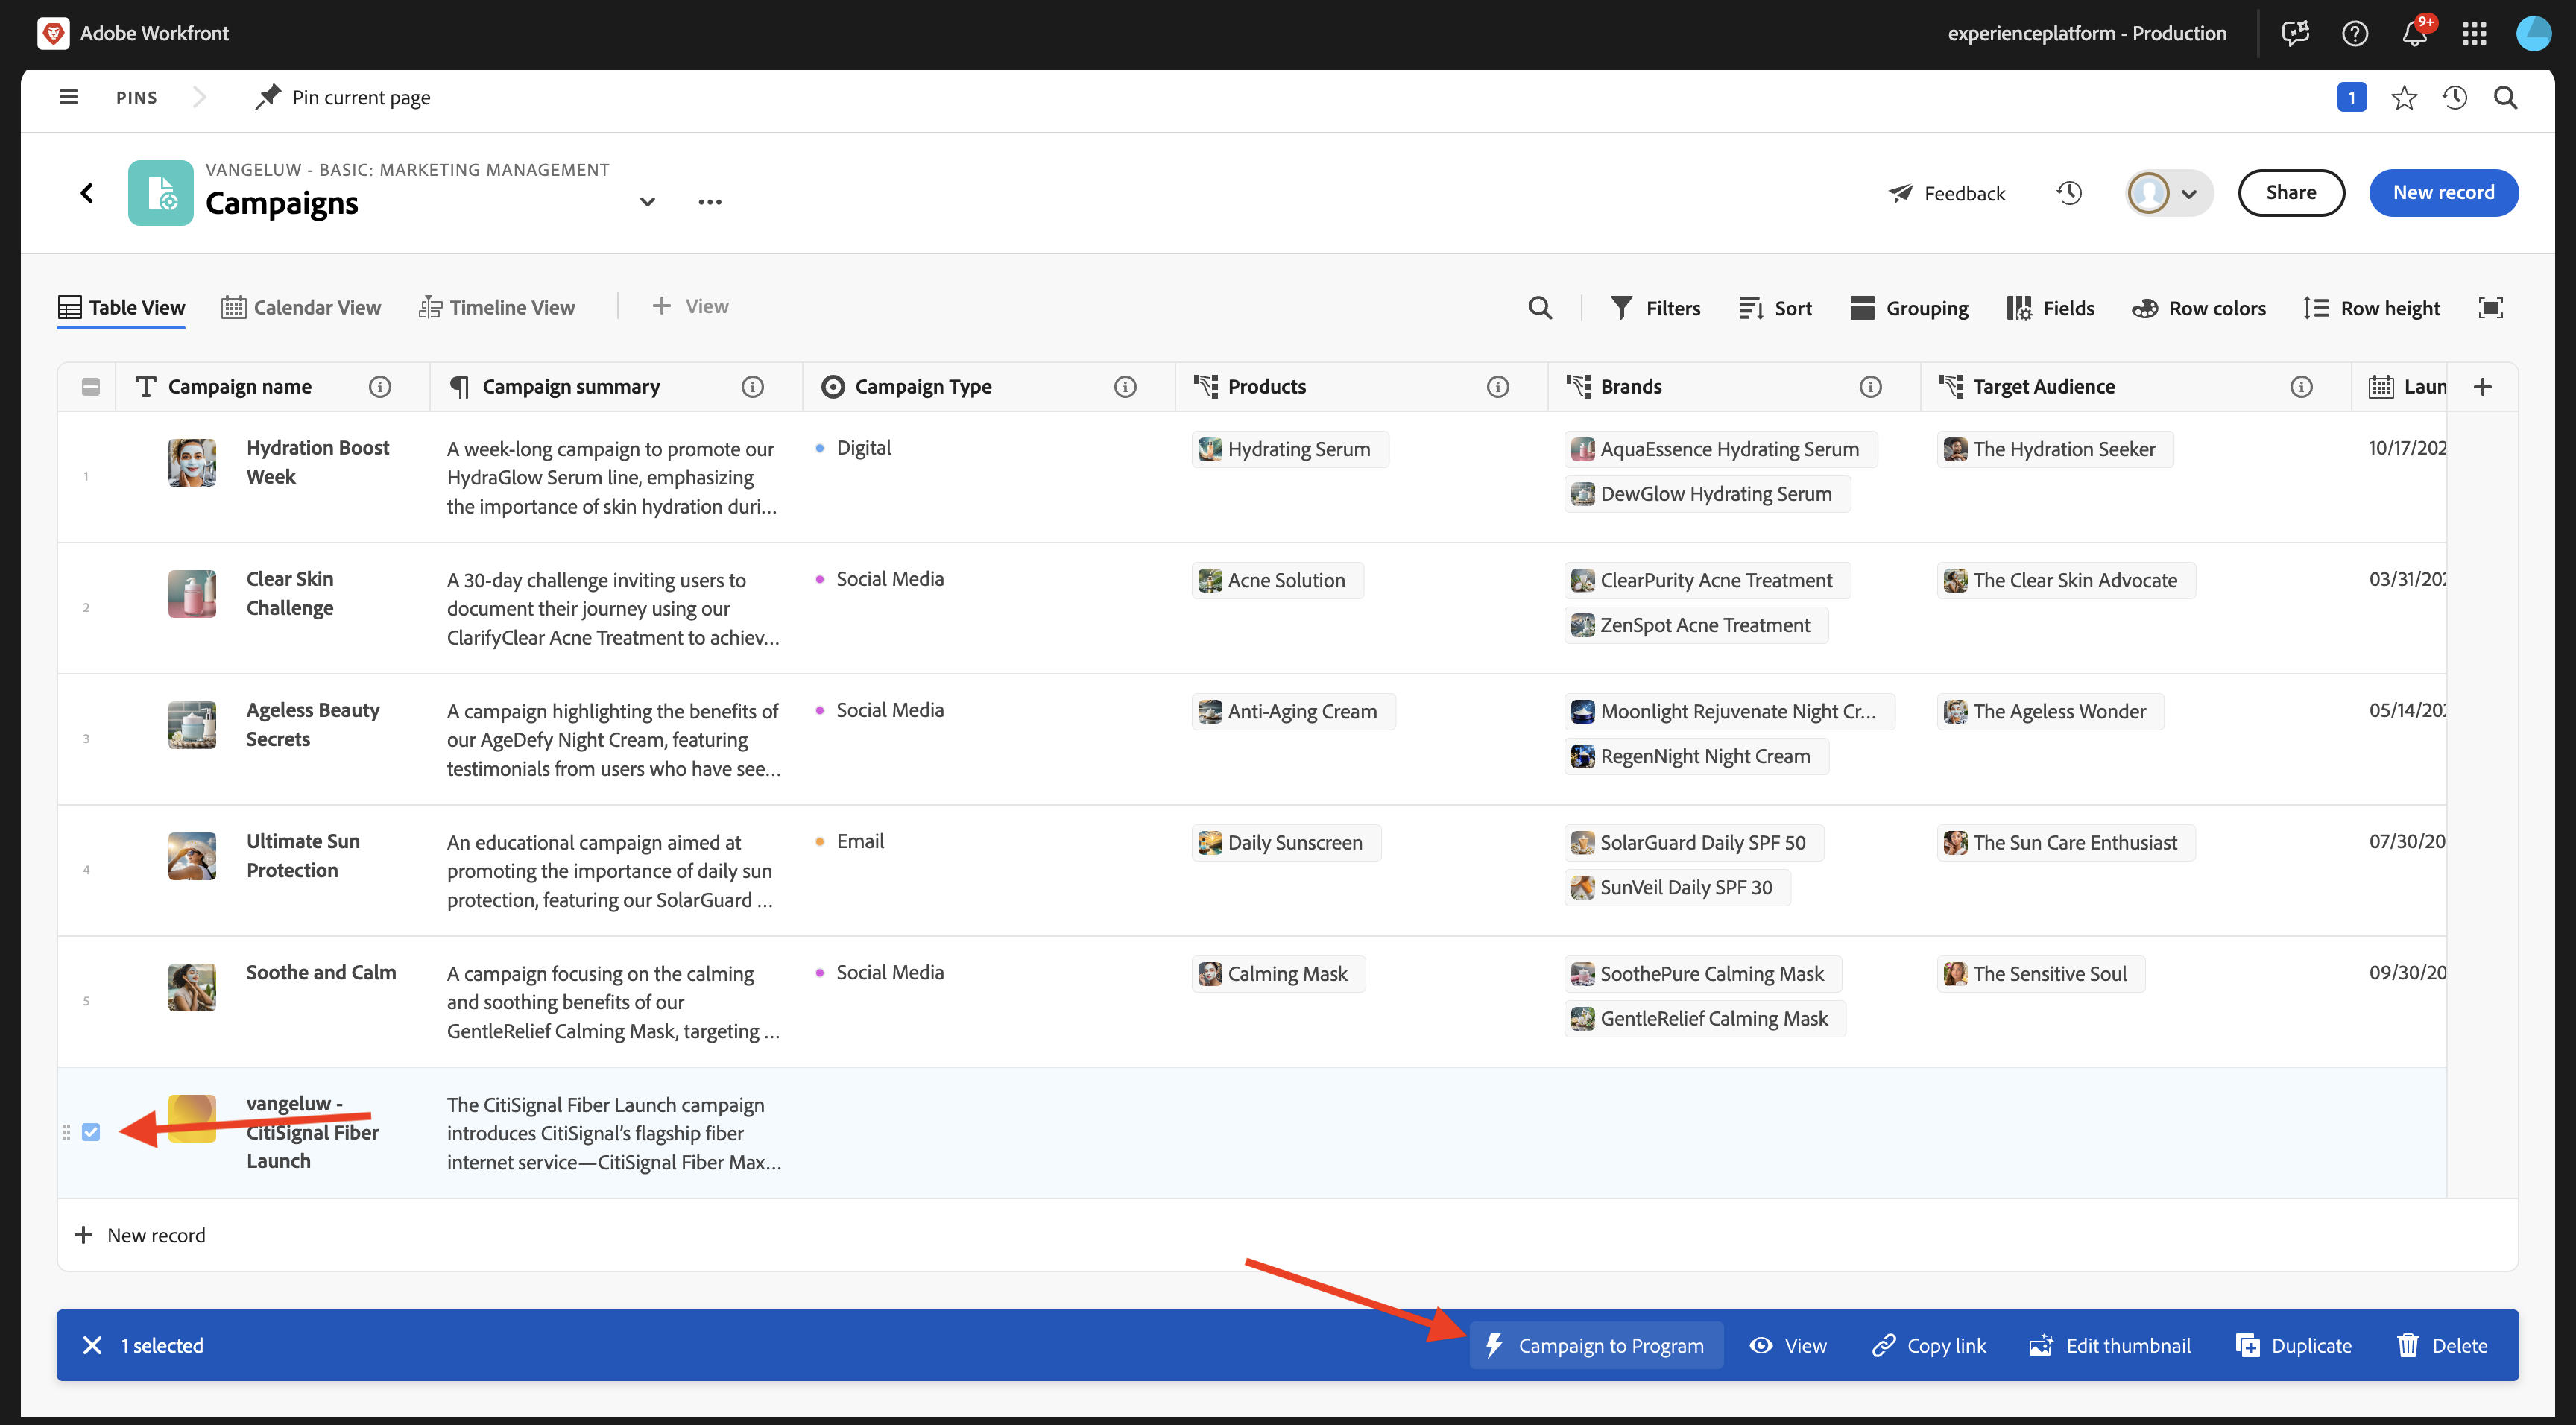 Adobe Workfront
experienceplatform - Production
9+
PINS
Pin current page
1
VANGELUW - BASIC: MARKETING MANAGEMENT
Campaigns
Feedback
Share
New record
Table View
Calendar View
Timeline View
View
Filters
Sort
Grouping
Fields
Row colors
Row height
Campaign name
Campaign summary
Campaign Type
Products
Brands
Target Audience
Laun
1
Hydration Boost
Week
A week-long campaign to promote our
HydraGlow Serum line, emphasizing
the importance of skin hydration duri...
Digital
Hydrating Serum
AquaEssence Hydrating Serum
DewGlow Hydrating Serum
The Hydration Seeker
10/17/202
2
Clear Skin
Challenge
A 30-day challenge inviting users to
document their journey using our
ClarifyClear Acne Treatment to achiev...
Social Media
Acne Solution
ClearPurity Acne Treatment
ZenSpot Acne Treatment
The Clear Skin Advocate
03/31/202
3
Ageless Beauty
Secrets
A campaign highlighting the benefits of
our AgeDefy Night Cream, featuring
testimonials from users who have see...
Social Media
Anti-Aging Cream
Moonlight Rejuvenate Night Cr...
RegenNight Night Cream
The Ageless Wonder
05/14/202
4
Ultimate Sun
Protection
An educational campaign aimed at
promoting the importance of daily sun
protection, featuring our SolarGuard ...
Email
Daily Sunscreen
SolarGuard Daily SPF 50
SunVeil Daily SPF 30
The Sun Care Enthusiast
07/30/20
5
Soothe and Calm
A campaign focusing on the calming
and soothing benefits of our
GentleRelief Calming Mask, targeting ...
Social Media
Calming Mask
SoothePure Calming Mask
GentleRelief Calming Mask
The Sensitive Soul
09/30/20
vangeluw -
CitiSignal Fiber
Launch
The CitiSignal Fiber Launch campaign
introduces CitiSignal's flagship fiber
internet service—CitiSignal Fiber Max...
New record
1 selected
Campaign to Program
View
Copy link
Edit thumbnail
Duplicate
Delete